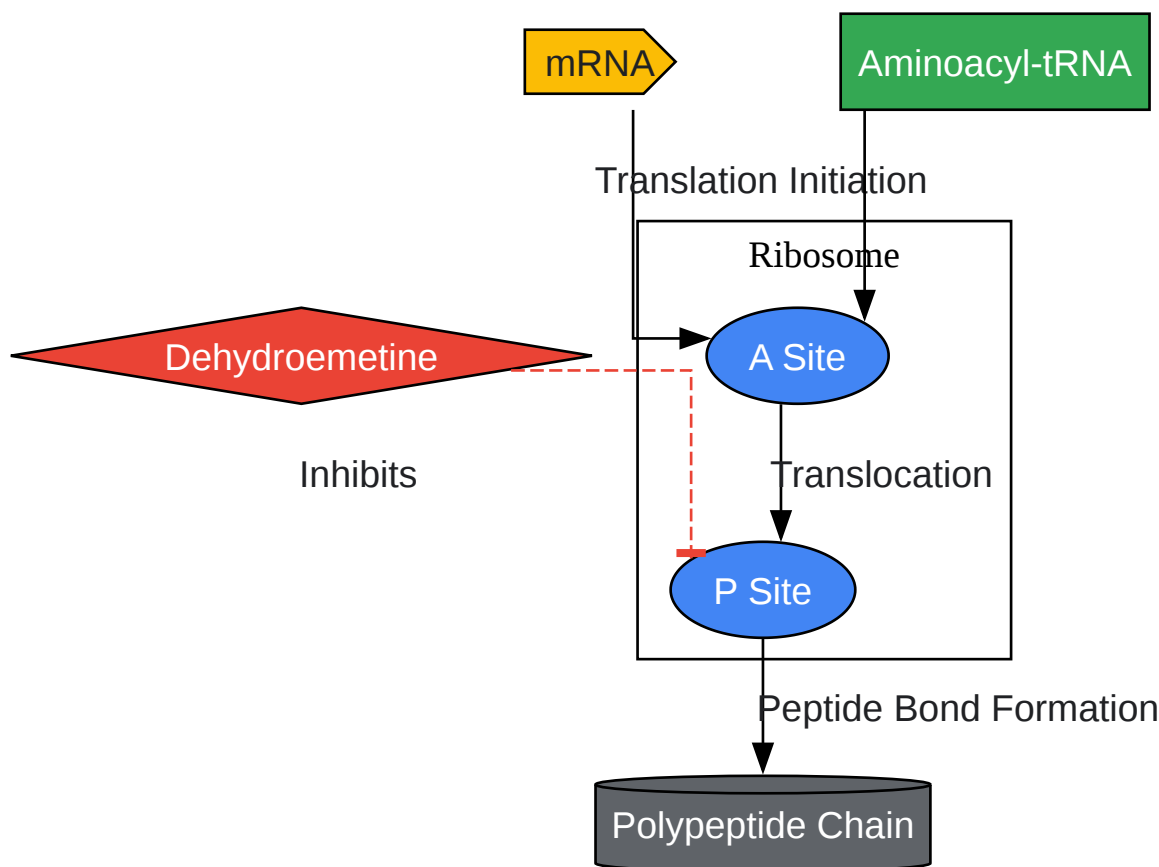 mRNA
Aminoacyl-tRNA
Translation Initiation
Ribosome
Dehydroemetine
A Site
Inhibits
Translocation
P Site
Peptide Bond Formation
Polypeptide Chain